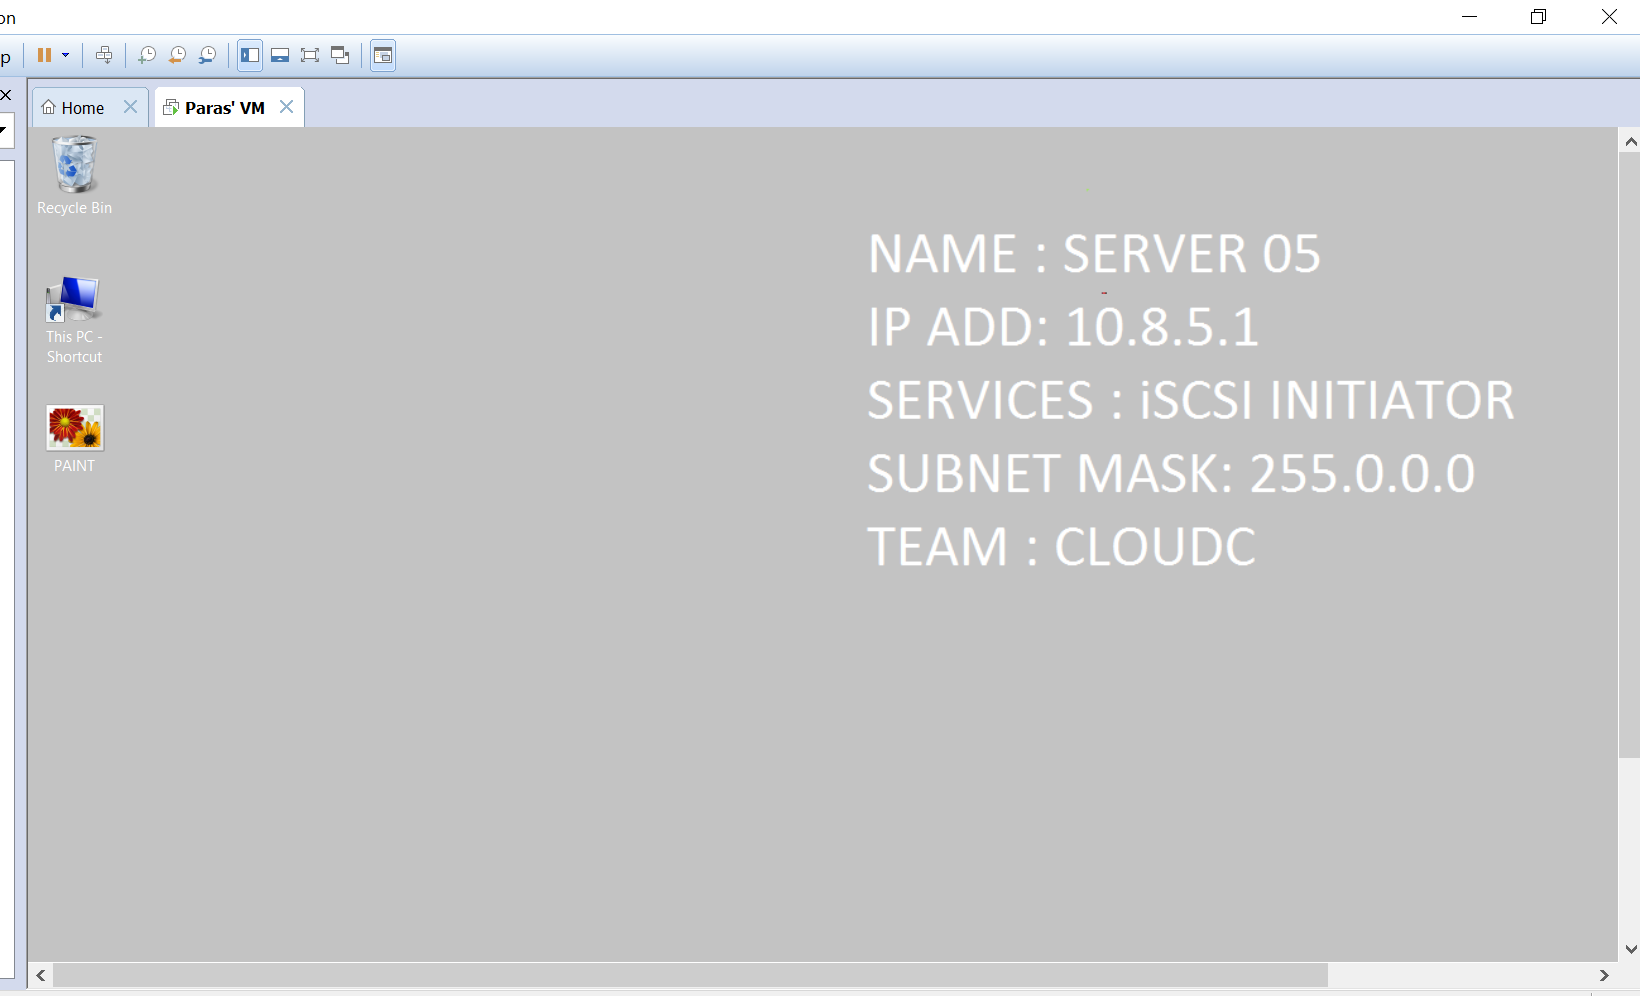 on
p
Home
Paras' VM
Recycle Bin
This PC -
Shortcut
PAINT
NAME : SERVER 05
IP ADD: 10.8.5.1
SERVICES : iSCSI INITIATOR
SUBNET MASK: 255.0.0.0
TEAM : CLOUDC